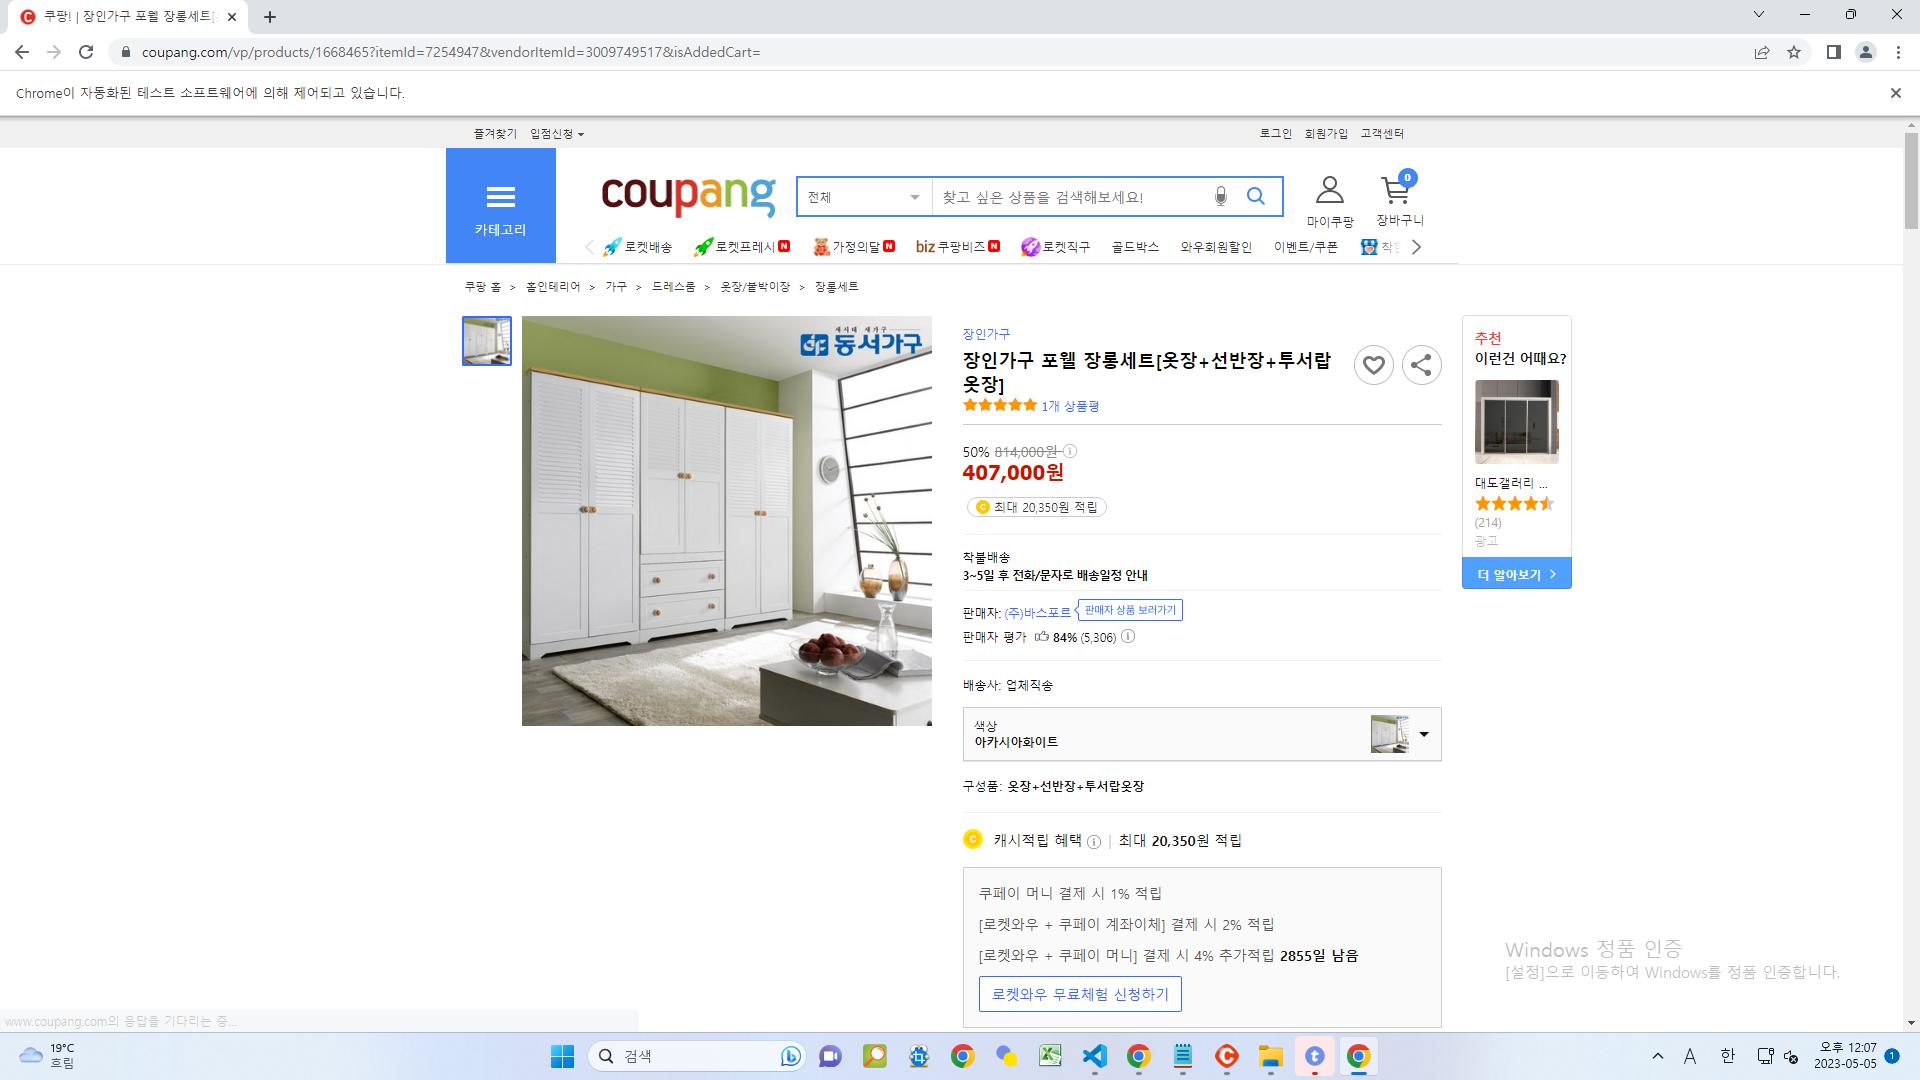 쿠팡! | 장인가구 포웰 장롱세트[
coupang.com/vp/products/1668465?itemId=7254947&vendorItemId=3009749517&isAddedCart=
Chrome이 자동화된 테스트 소프트웨어에 의해 제어되고 있습니다.
즐겨찾기 입점신청
로그인 회원가입 고객센터
카테고리
coupang
전체
찾고 싶은 상품을 검색해보세요!
마이쿠팡
0
장바구니
로켓배송
로켓프레시 N
가정의달 N
biz 쿠팡비즈 N
로켓직구
골드박스
와우회원할인
이벤트/쿠폰
쿠팡 홈 > 홈인테리어 > 가구 > 드레스룸 > 옷장/붙박이장 > 장롱세트
새시대 새가구
동서가구
장인가구
장인가구 포웰 장롱세트[옷장+선반장+투서랍
옷장]
1개 상품평
50% 814,000원
407,000원
최대 20,350원 적립
착불배송
3~5일 후 전화/문자로 배송일정 안내
판매자: (주)바스포르 판매자 상품 보러가기
판매자 평가 84% (5,306)
배송사: 업체직송
색상
아카시아화이트
구성품: 옷장+선반장+투서랍옷장
캐시적립 혜택 | 최대 20,350원 적립
쿠페이 머니 결제 시 1% 적립
[로켓와우 + 쿠페이 계좌이체] 결제 시 2% 적립
[로켓와우 + 쿠페이 머니] 결제 시 4% 추가적립 2855일 남음
로켓와우 무료체험 신청하기
추천
이런건 어때요?
대도갤러리 ...
(214)
광고
더 알아보기
Windows 정품 인증
[설정]으로 이동하여 Windows를 정품 인증합니다.
www.coupang.com의 응답을 기다리는 중...
19°C
흐림
검색
A
한
오후 12:07
2023-05-05
1